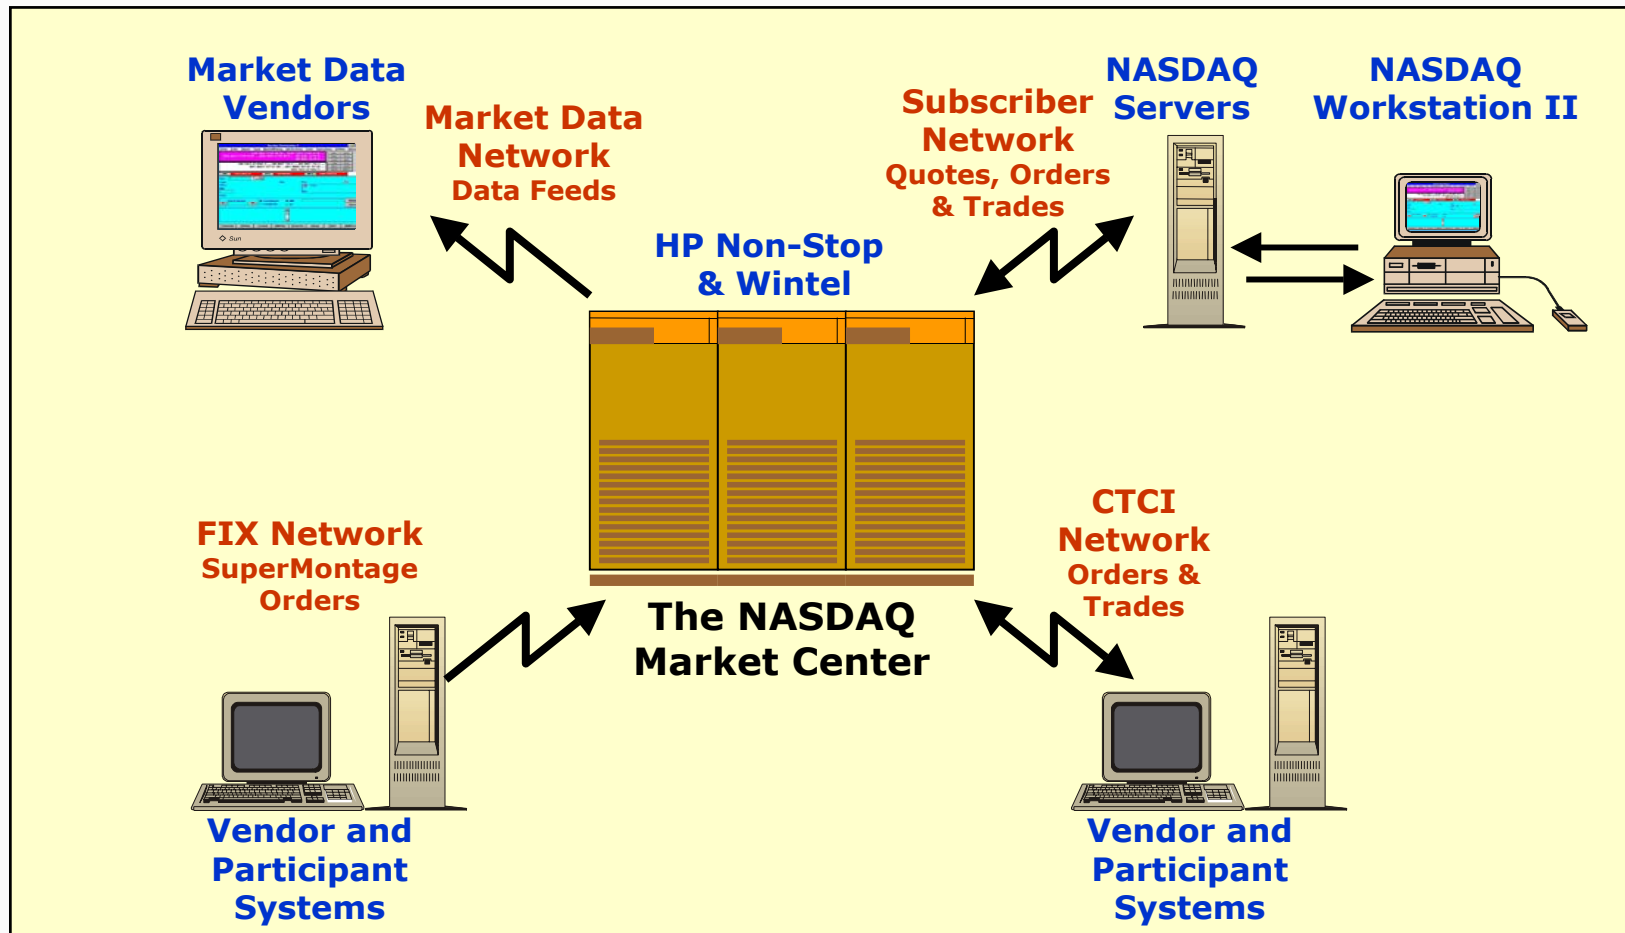 Market Data
Vendors
Market Data
Network
Data Feeds
Subscriber
Network
Quotes, Orders
& Trades
NASDAQ
Servers
NASDAQ
Workstation II
Sun
HP Non-Stop
& Wintel
FIX Network
SuperMontage
Orders
The NASDAQ
Market Center
CTCI
Network
Orders &
Trades
Vendor and
Participant
Systems
Vendor and
Participant
Systems